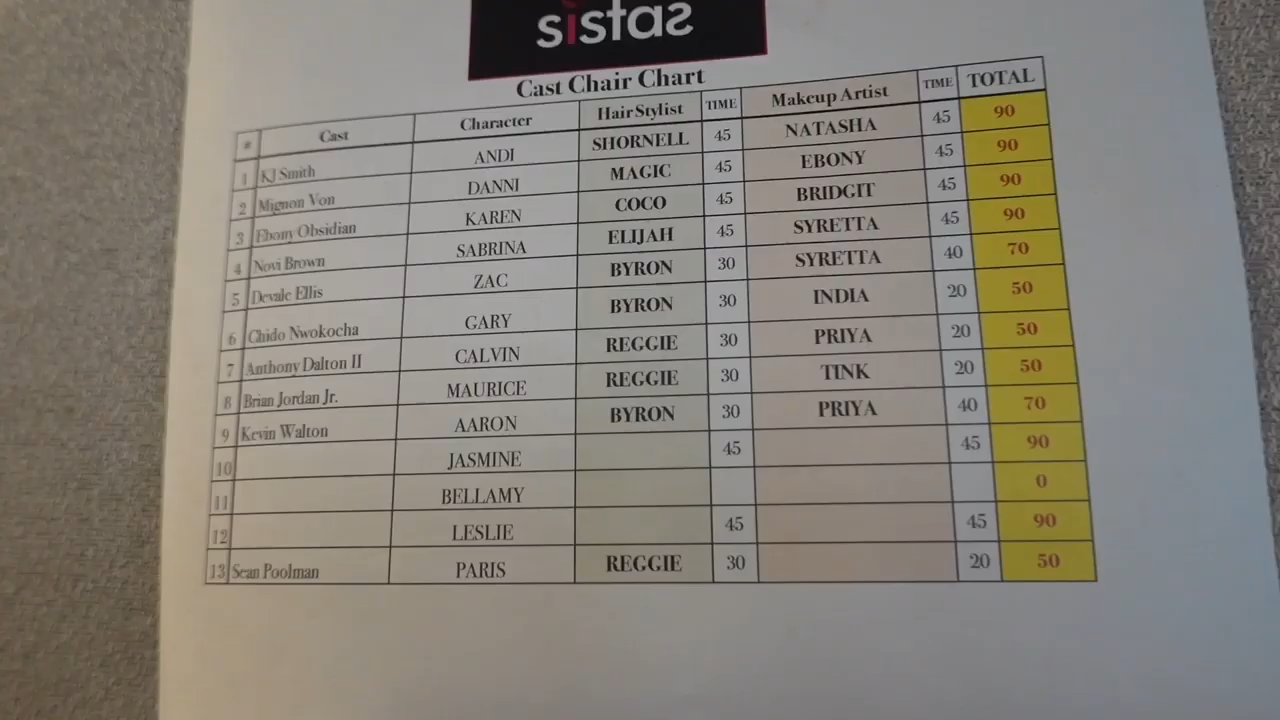 sistas
Cast Chair Chart
# Cast Character Hair Stylist TIME Makeup Artist TIME TOTAL
1 KJ Smith ANDI SHORNELL 45 NATASHA 45 90
2 Mignon Von DANNI MAGIC 45 EBONY 45 90
3 Ebony Obsidian KAREN COCO 45 BRIDGIT 45 90
4 Novi Brown SABRINA ELIJAH 45 SYRETTA 45 90
5 Devale Ellis ZAC BYRON 30 SYRETTA 40 70
6 Chido Nwokocha GARY BYRON 30 INDIA 20 50
7 Anthony Dalton II CALVIN REGGIE 30 PRIYA 20 50
8 Brian Jordan Jr. MAURICE REGGIE 30 TINK 20 50
9 Kevin Walton AARON BYRON 30 PRIYA 40 70
10 JASMINE 45 45 90
11 BELLAMY 0
12 LESLIE 45 45 90
13 Sean Poolman PARIS REGGIE 30 20 50